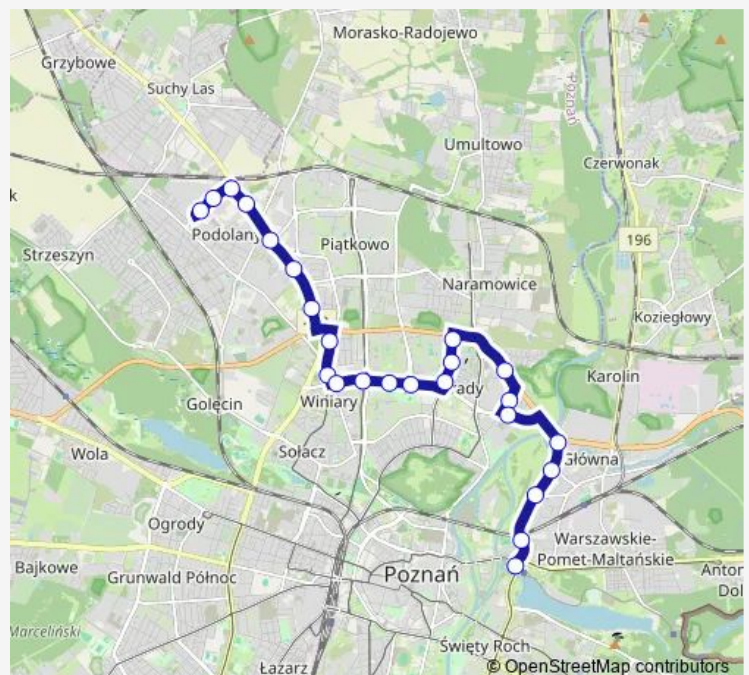 Morasko-Radojewo
Grzybowe
Suchy Las
Poznań
Umultowo
Czerwonak
k
196
Podolany
Piątkowo
Strzeszyn
Naramowice
Koziegłowy
Karolin
Golęcin
Winiary
ady
Wola
Sołacz
Główna
Ogrody
Warszawskie-
Pomet-Maltańskie
Bajkowe
Grunwald Północ
Poznań
Anton
Dol
Marceliński
Święty Roch
Łazarz
© OpenStreetMap contributors